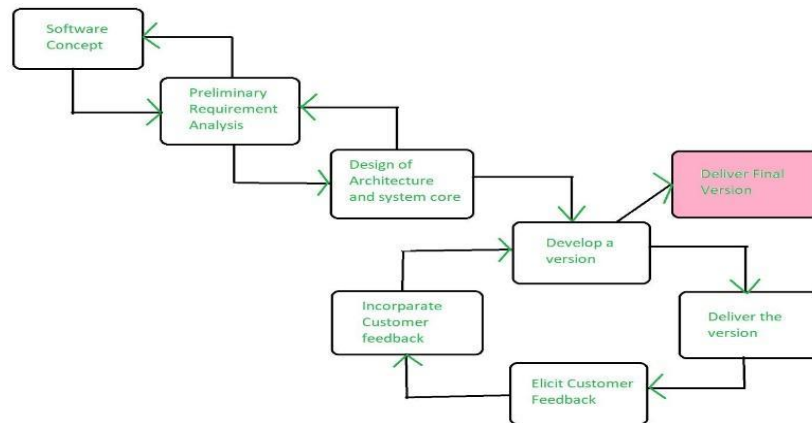 Software
Concept
Preliminary
Requirement
Analysis
Design of
Architecture
and system core
Deliver Final
Version
Develop a
version
Incorparate
Customer
feedback
Deliver the
version
Elicit Customer
Feedback